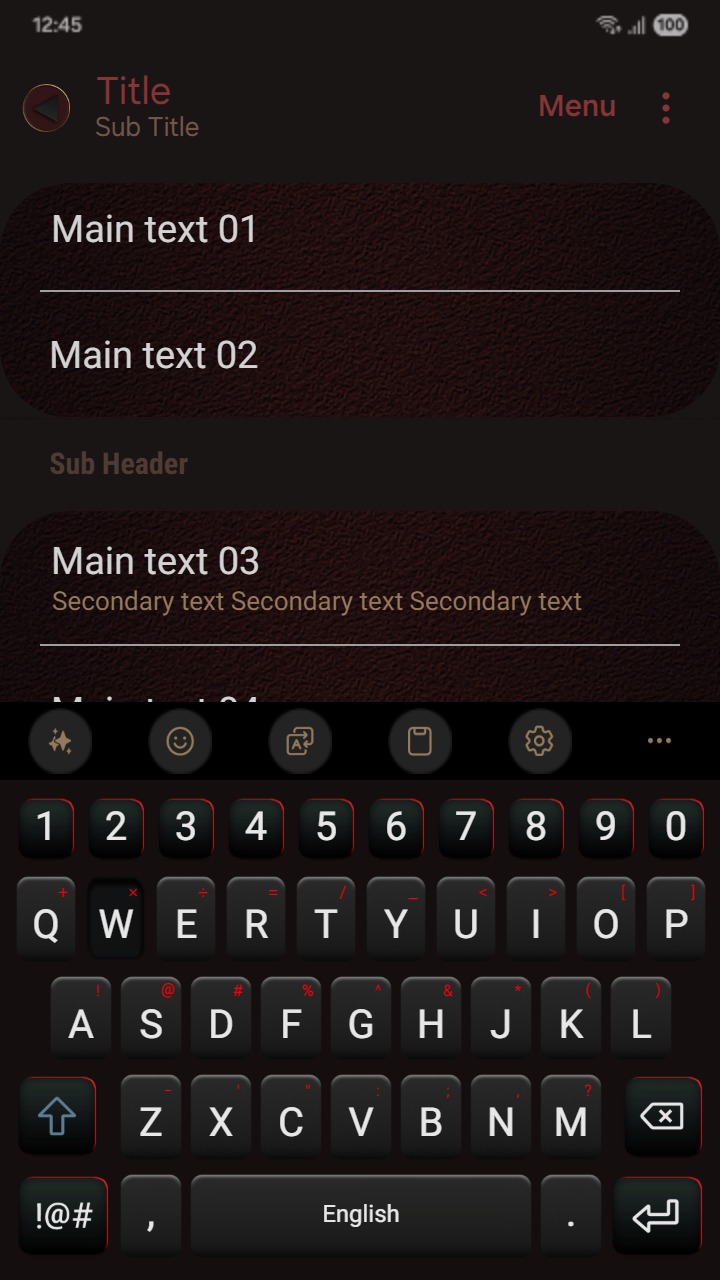 12:45
100
Title
Sub Title
Menu
Main text 01
Main text 02
Sub Header
Main text 03
Secondary text Secondary text Secondary text
1 2 3 4 5 6 7 8 9 0
+ × ÷ = / _ < > [ ]
Q W E R T Y U I O P
! @ # % ^ & * ( )
A S D F G H J K L
- ' " : ; , ?
Z X C V B N M
!@# , English .